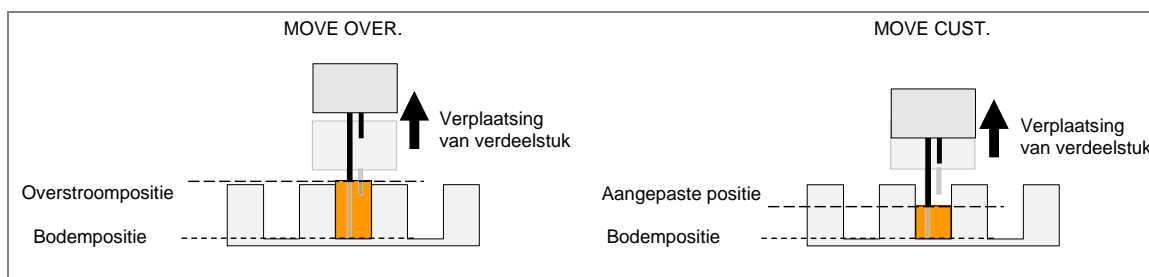 MOVE OVER.
Verplaatsing
van verdeelstuk
Overstroompositie
Bodempositie
MOVE CUST.
Verplaatsing
van verdeelstuk
Aangepaste positie
Bodempositie